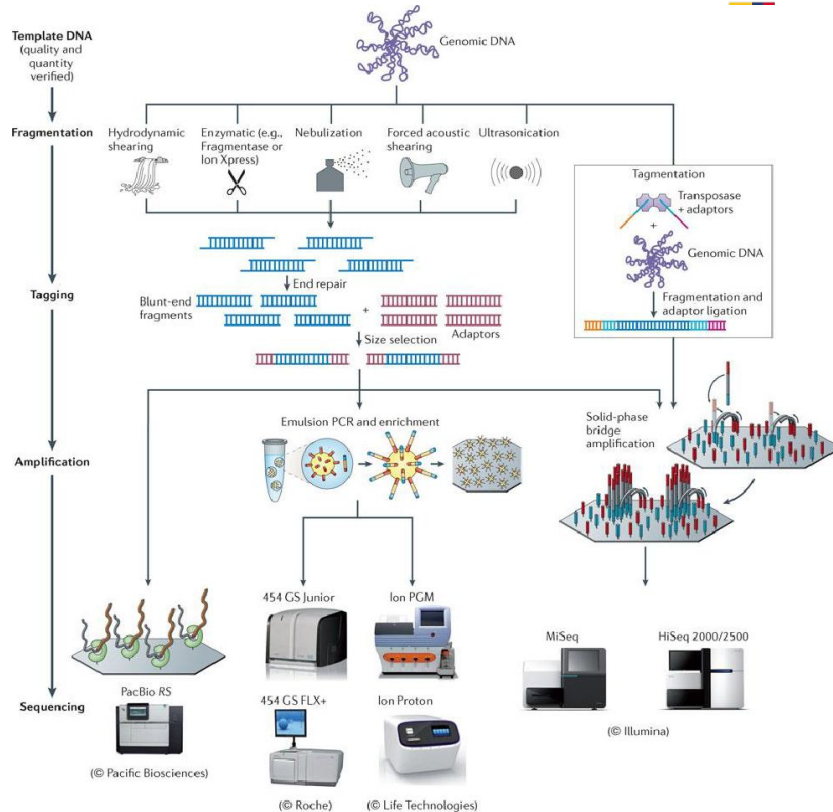 Template DNA
(quality and
quantity
verified)
Genomic DNA
Fragmentation
Hydrodynamic
shearing
Enzymatic (e.g.,
Fragmentase or
Ion Xpress)
Nebulization
Forced acoustic
shearing
Ultrasonication
Tagmentation
Transposase
+ adaptors
+
Genomic DNA
Fragmentation and
adaptor ligation
Tagging
End repair
Blunt-end
fragments
+
Adaptors
Size selection
Emulsion PCR and enrichment
Solid-phase
bridge
amplification
Amplification
454 GS Junior
Ion PGM
MiSeq
HiSeq 2000/2500
PacBio RS
Sequencing
454 GS FLX+
Ion Proton
(© Illumina)
(© Pacific Biosciences)
(© Roche)
(© Life Technologies)